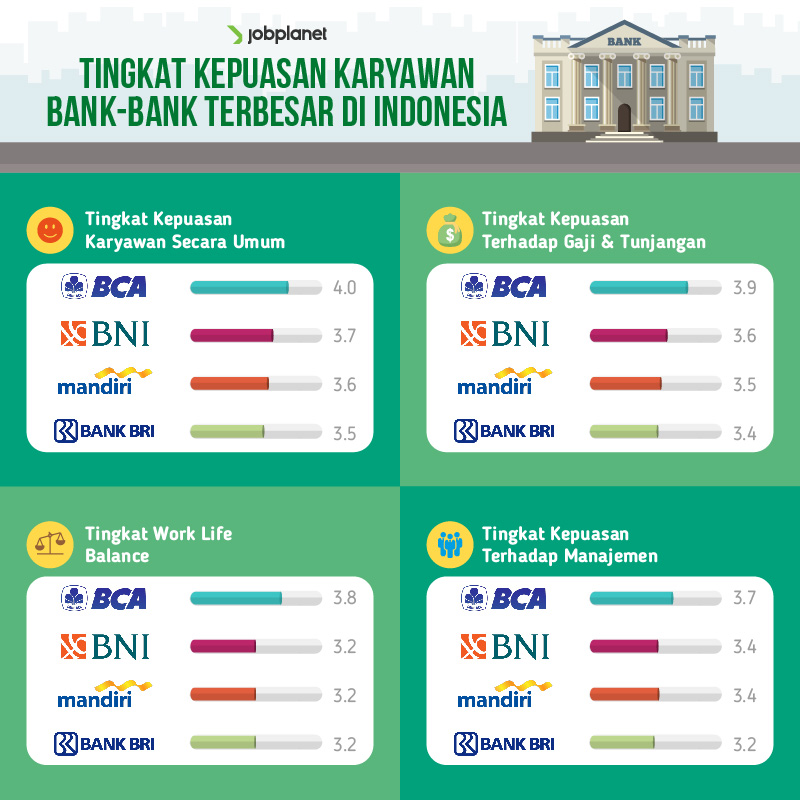 jobplanet
TINGKAT KEPUASAN KARYAWAN
BANK-BANK TERBESAR DI INDONESIA
BANK
Tingkat Kepuasan
Karyawan Secara Umum
BCA 4.0
BNI 3.7
mandiri 3.6
BANK BRI 3.5
Tingkat Kepuasan
Terhadap Gaji & Tunjangan
BCA 3.9
BNI 3.6
mandiri 3.5
BANK BRI 3.4
Tingkat Work Life
Balance
BCA 3.8
BNI 3.2
mandiri 3.2
BANK BRI 3.2
Tingkat Kepuasan
Terhadap Manajemen
BCA 3.7
BNI 3.4
mandiri 3.4
BANK BRI 3.2